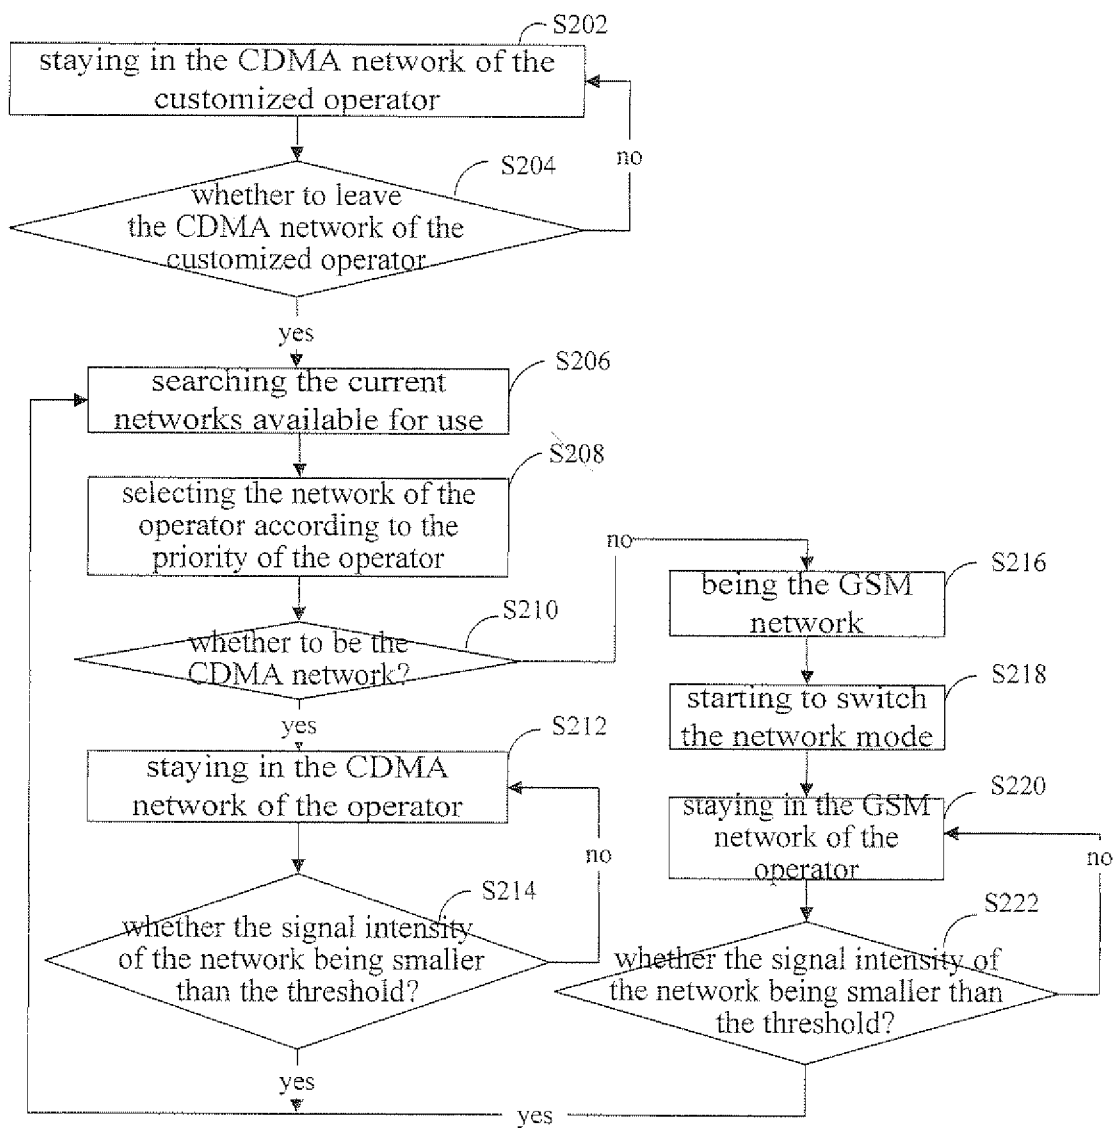 S202
staying in the CDMA network of the
customized operator
no
S204
whether to leave
the CDMA network of the
customized operator
yes
S206
searching the current
networks available for use
S208
selecting the network of the
operator according to the
priority of the operator
no
S210
whether to be the
CDMA network?
yes
S212
staying in the CDMA
network of the operator
no
S214
whether the signal intensity
of the network being smaller
than the threshold?
yes
S216
being the GSM
network
S218
starting to switch
the network mode
S220
staying in the GSM
network of the
operator
no
S222
whether the signal intensity of
the network being smaller than
the threshold?
yes